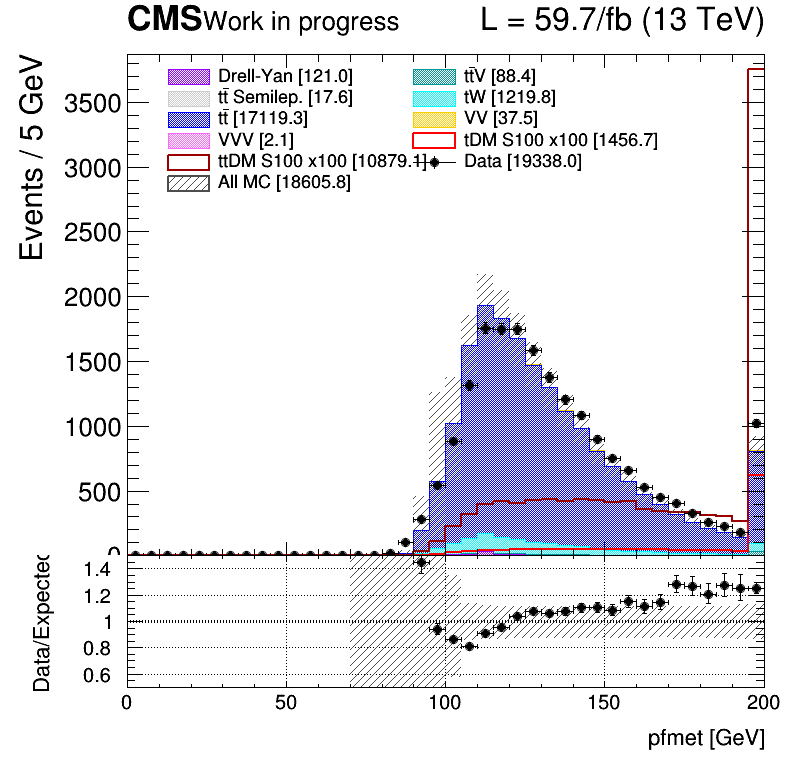 CMS Work in progress L = 59.7/fb (13 TeV)
Events / 5 GeV
3500
3000
2500
2000
1500
1000
500
0
Drell-Yan [121.0] tt̄V [88.4]
tt̄ Semilep. [17.6] tW [1219.8]
tt̄ [17119.3] VV [37.5]
VVV [2.1] tDM S100 x100 [1456.7]
ttDM S100 x100 [10879.1] Data [19338.0]
All MC [18605.8]
Data/Expected
1.4
1.2
1
0.8
0.6
0 50 100 150 200
pfmet [GeV]